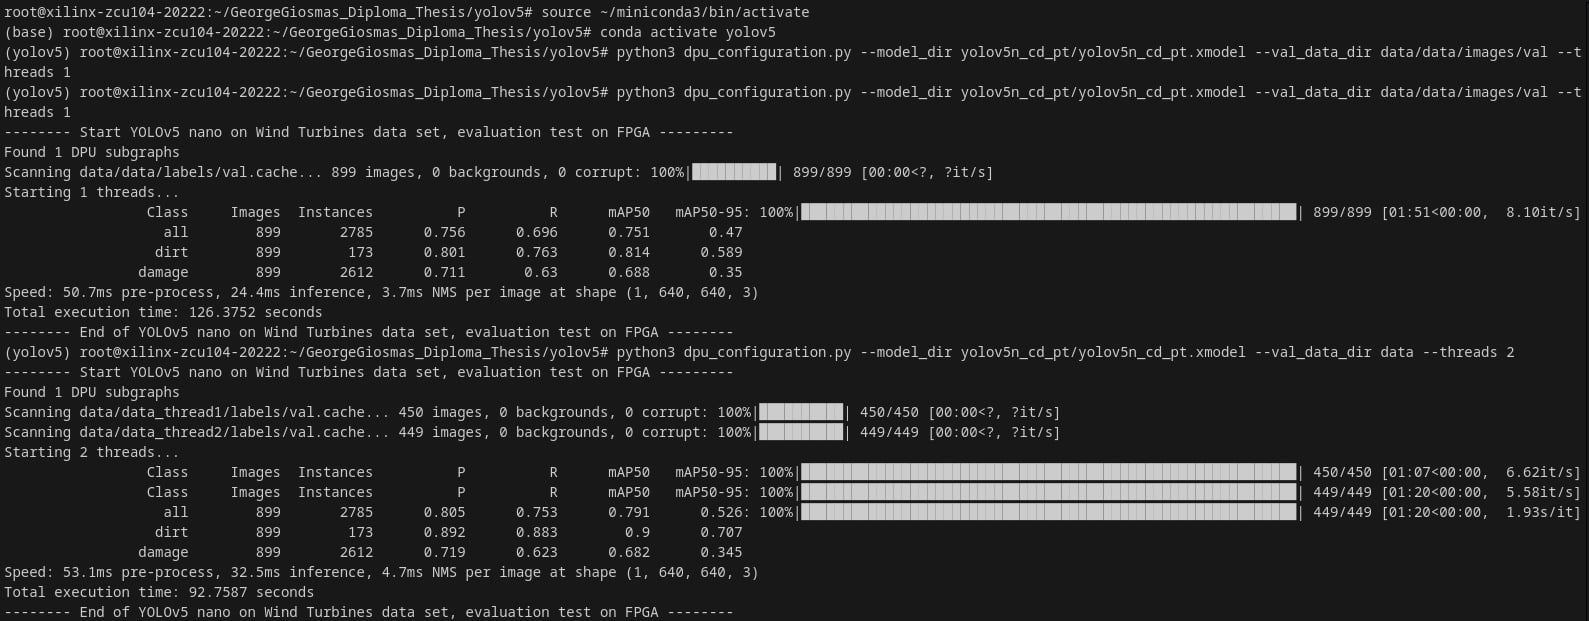 root@xilinx-zcu104-20222:~/GeorgeGiosmas_Diploma_Thesis/yolov5# source ~/miniconda3/bin/activate
(base) root@xilinx-zcu104-20222:~/GeorgeGiosmas_Diploma_Thesis/yolov5# conda activate yolov5
(yolov5) root@xilinx-zcu104-20222:~/GeorgeGiosmas_Diploma_Thesis/yolov5# python3 dpu_configuration.py --model_dir yolov5n_cd_pt/yolov5n_cd_pt.xmodel --val_data_dir data/data/images/val --t
hreads 1
(yolov5) root@xilinx-zcu104-20222:~/GeorgeGiosmas_Diploma_Thesis/yolov5# python3 dpu_configuration.py --model_dir yolov5n_cd_pt/yolov5n_cd_pt.xmodel --val_data_dir data/data/images/val --t
hreads 1
-------- Start YOLOv5 nano on Wind Turbines data set, evaluation test on FPGA ---------
Found 1 DPU subgraphs
Scanning data/data/labels/val.cache... 899 images, 0 backgrounds, 0 corrupt: 100%|██████████| 899/899 [00:00<?, ?it/s]
Starting 1 threads...
Class Images Instances P R mAP50 mAP50-95: 100%|██████████| 899/899 [01:51<00:00, 8.10it/s]
all 899 2785 0.756 0.696 0.751 0.47
dirt 899 173 0.801 0.763 0.814 0.589
damage 899 2612 0.711 0.63 0.688 0.35
Speed: 50.7ms pre-process, 24.4ms inference, 3.7ms NMS per image at shape (1, 640, 640, 3)
Total execution time: 126.3752 seconds
-------- End of YOLOv5 nano on Wind Turbines data set, evaluation test on FPGA --------
(yolov5) root@xilinx-zcu104-20222:~/GeorgeGiosmas_Diploma_Thesis/yolov5# python3 dpu_configuration.py --model_dir yolov5n_cd_pt/yolov5n_cd_pt.xmodel --val_data_dir data --threads 2
-------- Start YOLOv5 nano on Wind Turbines data set, evaluation test on FPGA ---------
Found 1 DPU subgraphs
Scanning data/data_thread1/labels/val.cache... 450 images, 0 backgrounds, 0 corrupt: 100%|██████████| 450/450 [00:00<?, ?it/s]
Scanning data/data_thread2/labels/val.cache... 449 images, 0 backgrounds, 0 corrupt: 100%|██████████| 449/449 [00:00<?, ?it/s]
Starting 2 threads...
Class Images Instances P R mAP50 mAP50-95: 100%|██████████| 450/450 [01:07<00:00, 6.62it/s]
Class Images Instances P R mAP50 mAP50-95: 100%|██████████| 449/449 [01:20<00:00, 5.58it/s]
all 899 2785 0.805 0.753 0.791 0.526: 100%|██████████| 449/449 [01:20<00:00, 1.93s/it]
dirt 899 173 0.892 0.883 0.9 0.707
damage 899 2612 0.719 0.623 0.682 0.345
Speed: 53.1ms pre-process, 32.5ms inference, 4.7ms NMS per image at shape (1, 640, 640, 3)
Total execution time: 92.7587 seconds
-------- End of YOLOv5 nano on Wind Turbines data set, evaluation test on FPGA --------